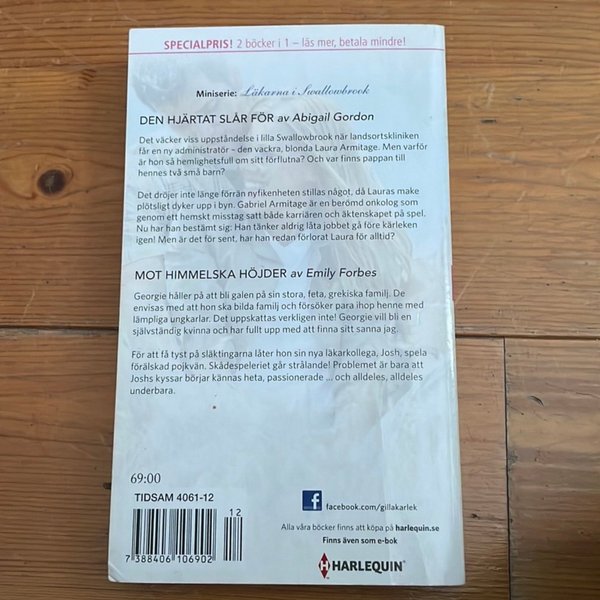 SPECIALPRIS! 2 böcker i 1 – läs mer, betala mindre!
Miniserie: Läkarna i Swallowbrook
DEN HJÄRTAT SLÅR FÖR av Abigail Gordon
Det väcker viss uppståndelse i lilla Swallowbrook när landsortskliniken
får en ny administratör – den vackra, blonda Laura Armitage. Men varför
är hon så hemlighetsfull om sitt förflutna? Och var finns pappan till
hennes två små barn?
Det dröjer inte länge förrän nyfikenheten stillas något, då Lauras make
plötsligt dyker upp i byn. Gabriel Armitage är en berömd onkolog som
genom ett hemskt misstag satt både karriären och äktenskapet på spel.
Nu har han bestämt sig: Han tänker aldrig låta jobbet gå före kärleken
igen! Men är det för sent, har han redan förlorat Laura för alltid?
MOT HIMMELSKA HÖJDER av Emily Forbes
Georgie håller på att bli galen på sin stora, feta, grekiska familj. De
envisas med att hon ska bilda familj och försöker para ihop henne med
lämpliga ungkarlar. Det uppskattas verkligen inte! Georgie vill bli en
självständig kvinna och har fullt upp med att finna sitt sanna jag.
För att få tyst på släktingarna låter hon sin nya läkarkollega, Josh, spela
förälskad pojkvän. Skådespeleriet går strålande! Problemet är bara att
Joshs kyssar börjar kännas heta, passionerade ... och alldeles, alldeles
underbara.
69:00
TIDSAM 4061-12
12
7 388406 106902
f facebook.com/gillakarlek
Alla våra böcker finns att köpa på harlequin.se
Finns även som e-bok
HARLEQUIN